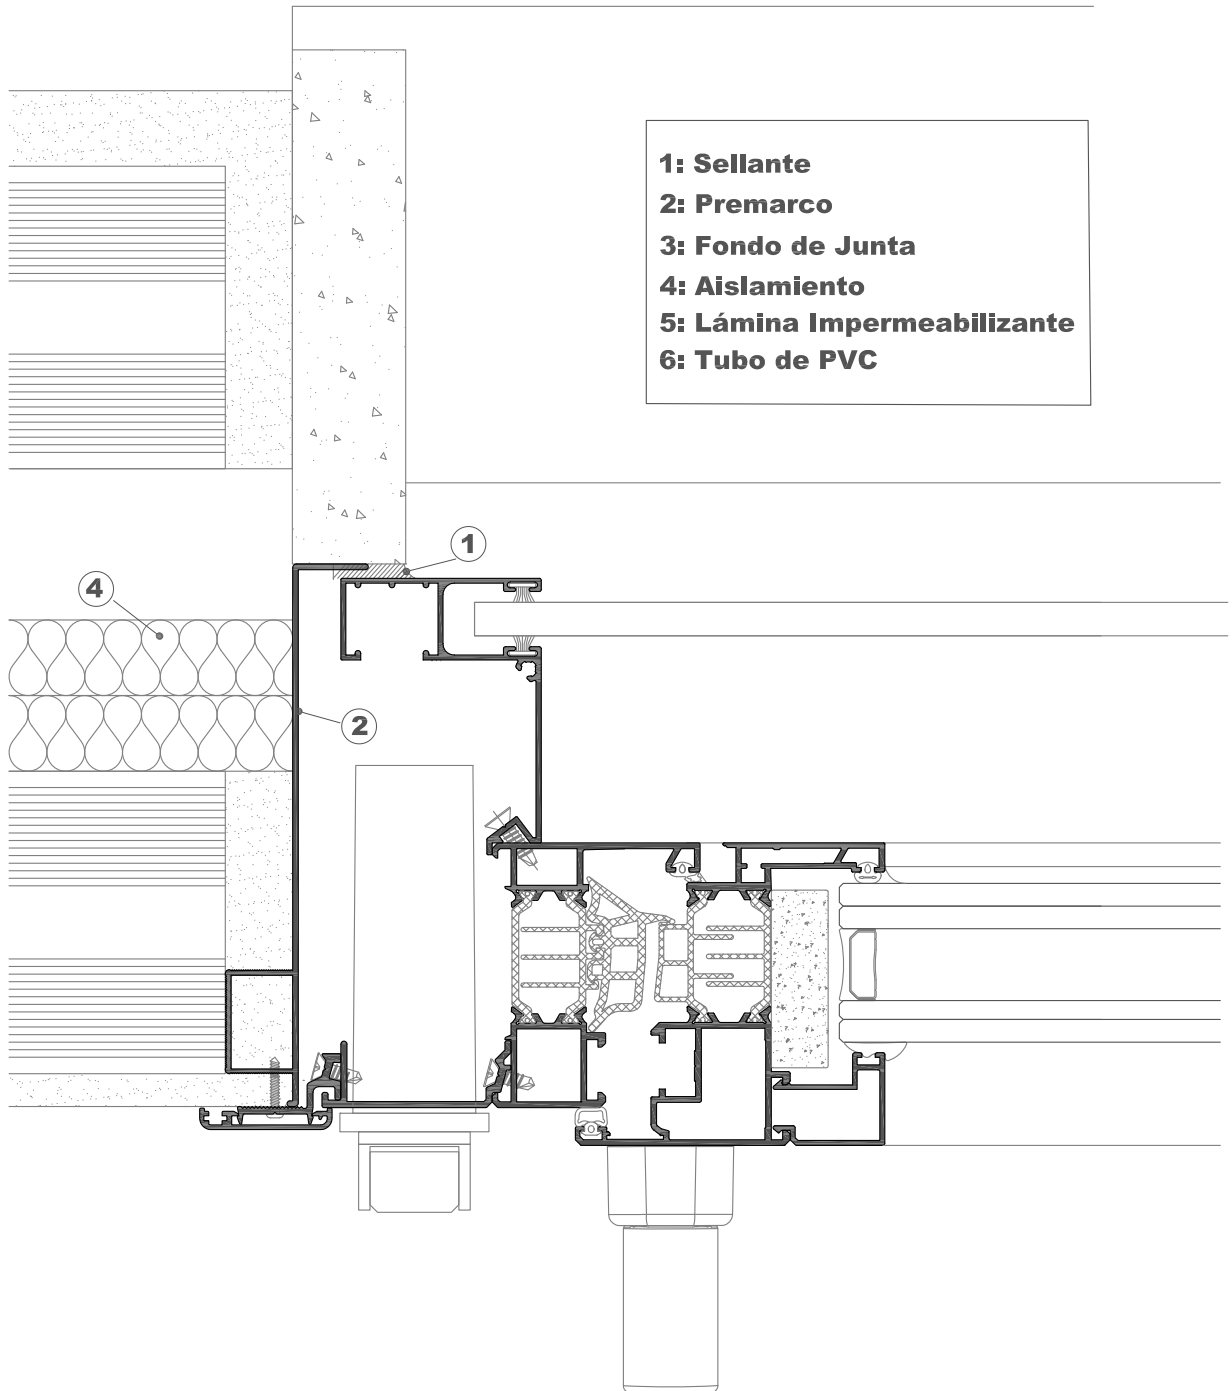 1: Sellante
2: Premarco
3: Fondo de Junta
4: Aislamiento
5: Lámina Impermeabilizante
6: Tubo de PVC
1
4
2